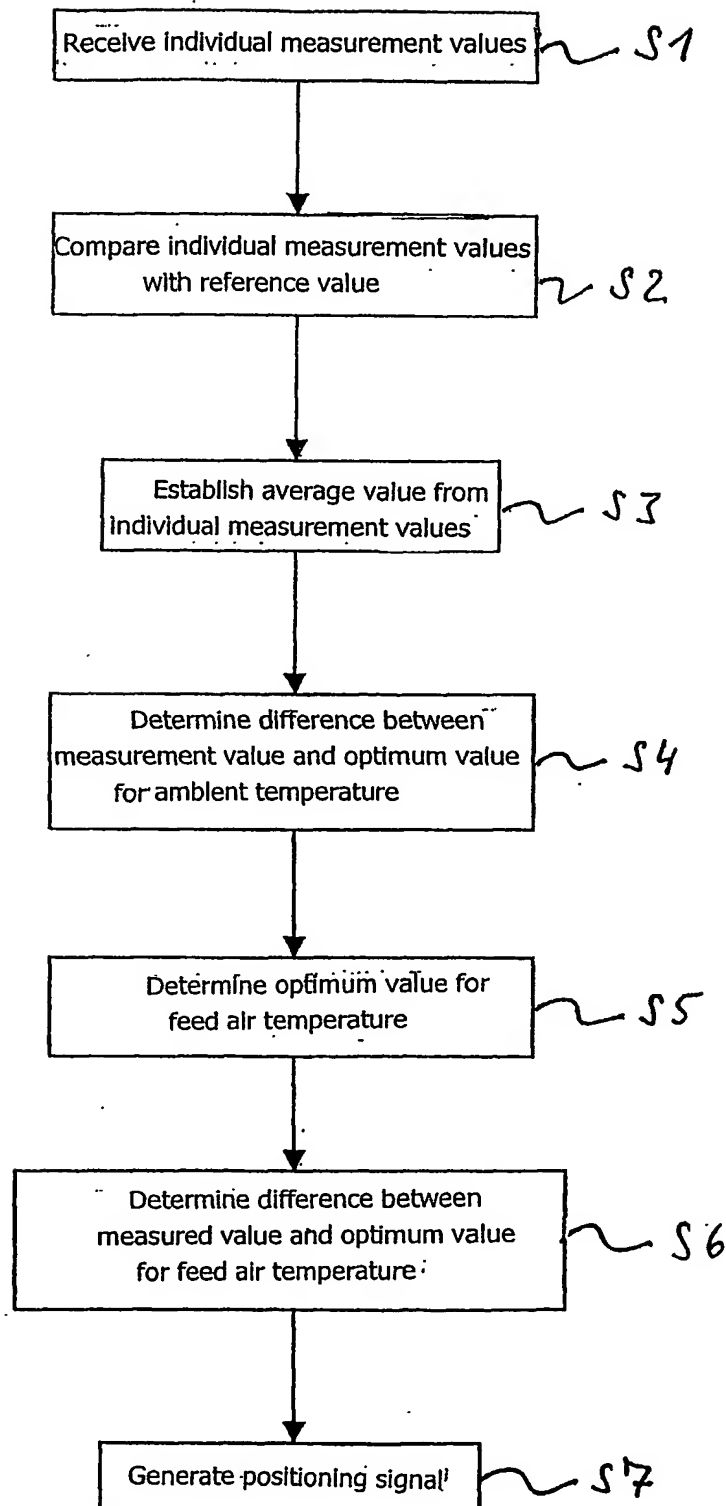 Receive individual measurement values S1
Compare individual measurement values
with reference value S2
Establish average value from
individual measurement values S3
Determine difference between
measurement value and optimum value
for ambient temperature S4
Determine optimum value for
feed air temperature S5
Determine difference between
measured value and optimum value
for feed air temperature S6
Generate positioning signal S7